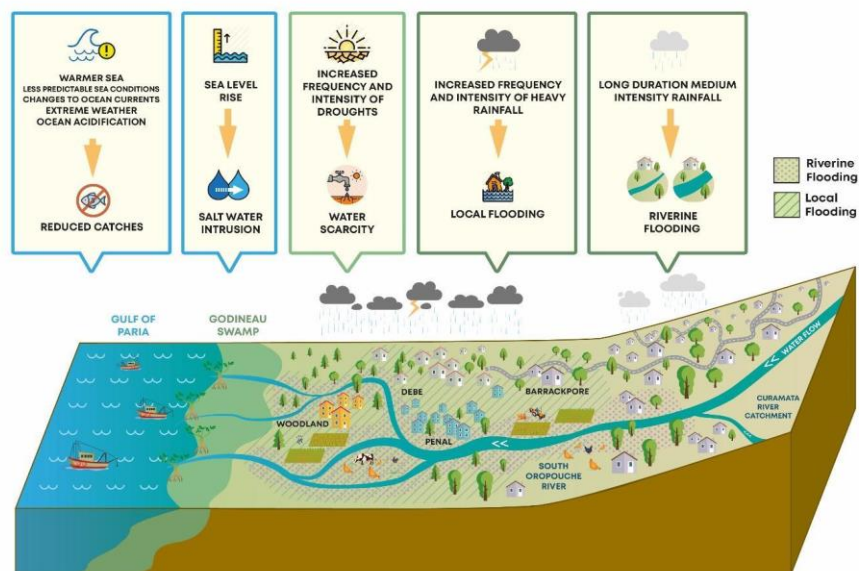 WARMER SEA
LESS PREDICTABLE SEA CONDITIONS
CHANGES TO OCEAN CURRENTS
EXTREME WEATHER
OCEAN ACIDIFICATION
REDUCED CATCHES
SEA LEVEL
RISE
SALT WATER
INTRUSION
INCREASED
FREQUENCY AND
INTENSITY OF
DROUGHTS
WATER
SCARCITY
INCREASED FREQUENCY
AND INTENSITY OF HEAVY
RAINFALL
LOCAL FLOODING
LONG DURATION MEDIUM
INTENSITY RAINFALL
RIVERINE
FLOODING
Riverine
Flooding
Local
Flooding
GULF OF
PARIA
GODINEAU
SWAMP
WATER FLOW
DEBE
BARRACKPORE
CURAMATA
RIVER
CATCHMENT
WOODLAND
PENAL
SOUTH
OROPOUCHE
RIVER